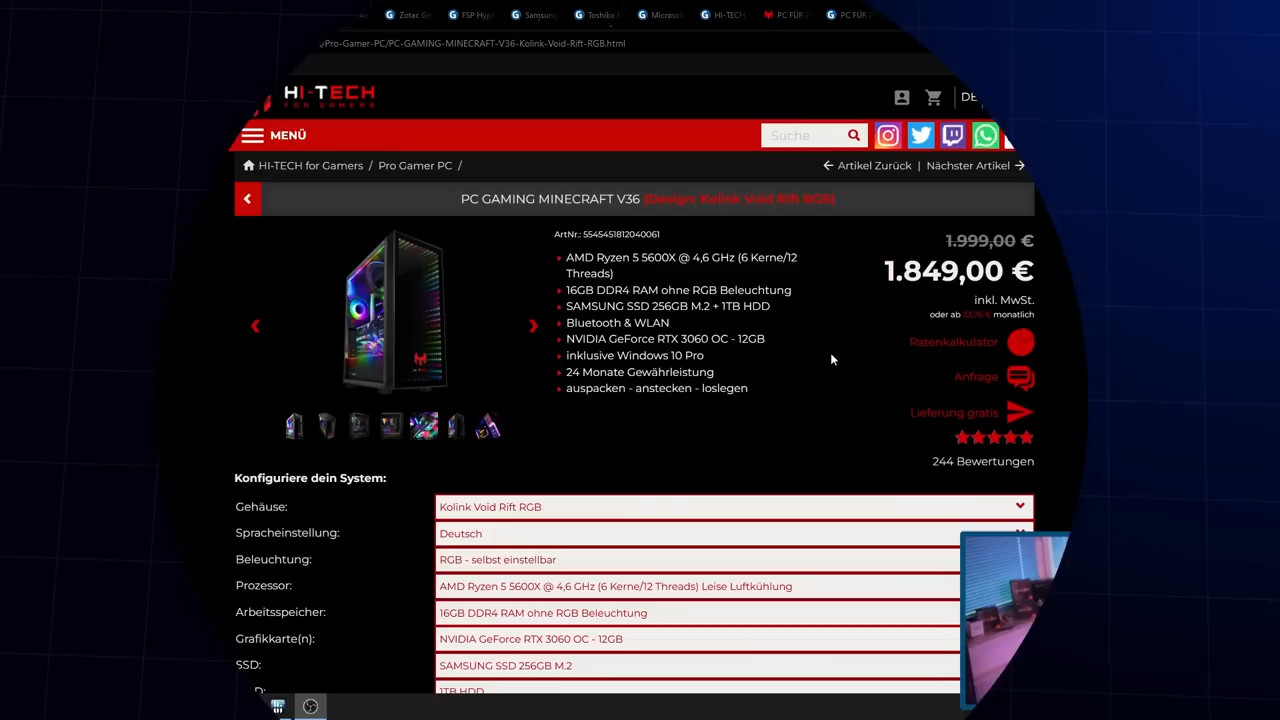 Zotac Ge
FSP Hyp
Samsung
Toshiba
Microso
HI-TECH
PC FÜR
PC FÜR
/Pro-Gamer-PC/PC-GAMING-MINECRAFT-V36-Kolink-Void-Rift-RGB.html
HI-TECH
FOR GAMERS
DE
MENÜ
Suche
HI-TECH for Gamers / Pro Gamer PC /
Artikel Zurück | Nächster Artikel
PC GAMING MINECRAFT V36 (Design: Kolink Void Rift RGB)
ArtNr.: 5545451812040061
AMD Ryzen 5 5600X @ 4,6 GHz (6 Kerne/12
Threads)
16GB DDR4 RAM ohne RGB Beleuchtung
SAMSUNG SSD 256GB M.2 + 1TB HDD
Bluetooth & WLAN
NVIDIA GeForce RTX 3060 OC - 12GB
inklusive Windows 10 Pro
24 Monate Gewährleistung
auspacken - anstecken - loslegen
1.999,00 €
1.849,00 €
inkl. MwSt.
oder ab 33,76 € monatlich
Ratenkalkulator
Anfrage
Lieferung gratis
244 Bewertungen
Konfiguriere dein System:
Gehäuse: Kolink Void Rift RGB
Spracheinstellung: Deutsch
Beleuchtung: RGB - selbst einstellbar
Prozessor: AMD Ryzen 5 5600X @ 4,6 GHz (6 Kerne/12 Threads) Leise Luftkühlung
Arbeitsspeicher: 16GB DDR4 RAM ohne RGB Beleuchtung
Grafikkarte(n): NVIDIA GeForce RTX 3060 OC - 12GB
SSD: SAMSUNG SSD 256GB M.2
D: 1TB HDD